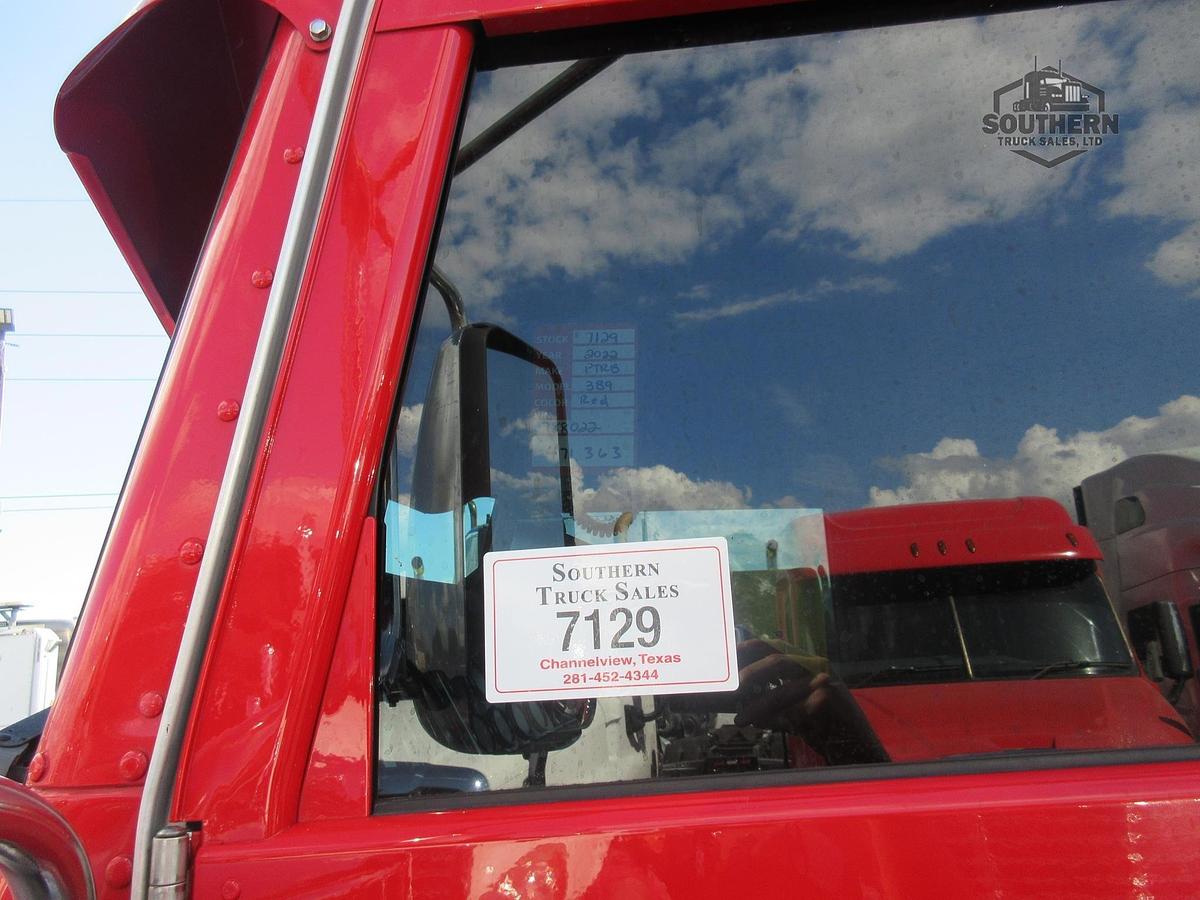 SOUTHERN
TRUCK SALES, LTD
STOCK 7129
YEAR 2022
MAKE PTRB
MODEL 389
COLOR Red
363
SOUTHERN
TRUCK SALES
7129
Channelview, Texas
281-452-4344